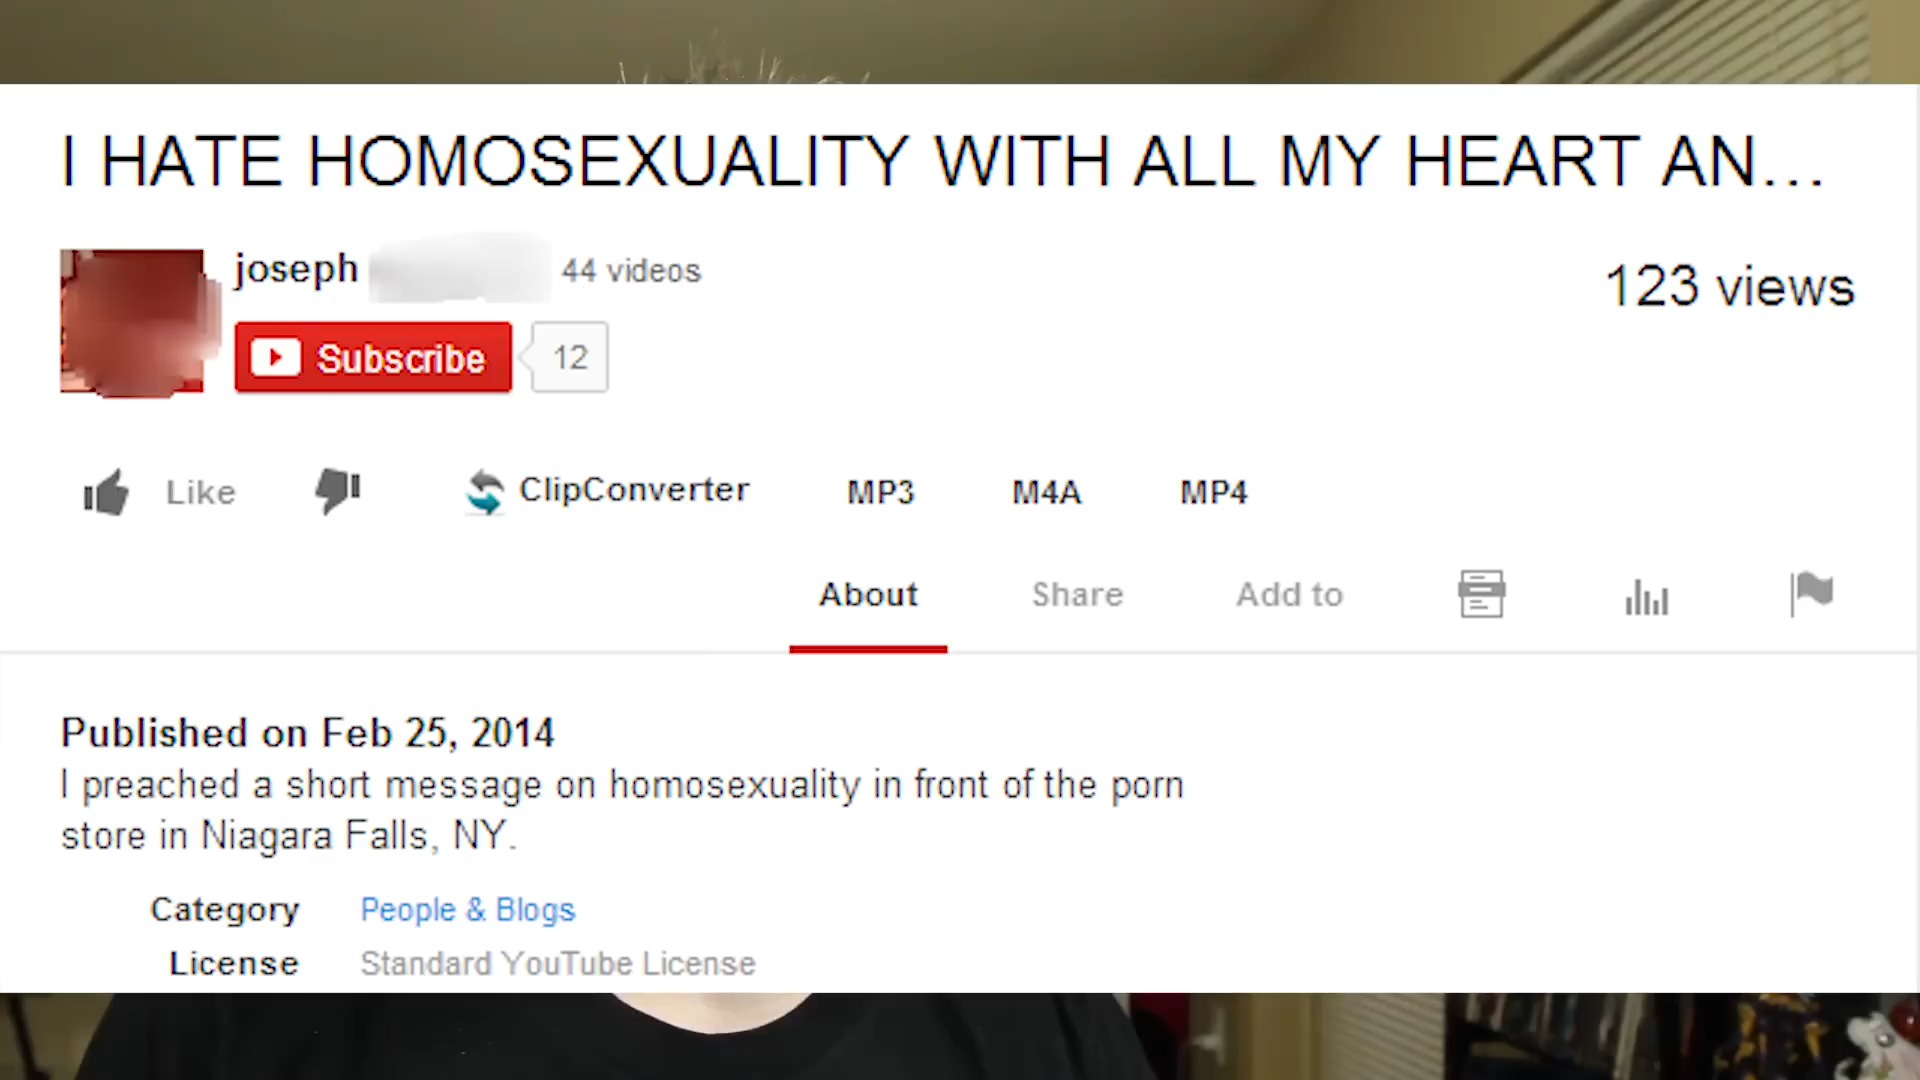 I HATE HOMOSEXUALITY WITH ALL MY HEART AN...
joseph 44 videos
123 views
Subscribe 12
Like ClipConverter MP3 M4A MP4
About Share Add to
Published on Feb 25, 2014
I preached a short message on homosexuality in front of the porn
store in Niagara Falls, NY.
Category People & Blogs
License Standard YouTube License